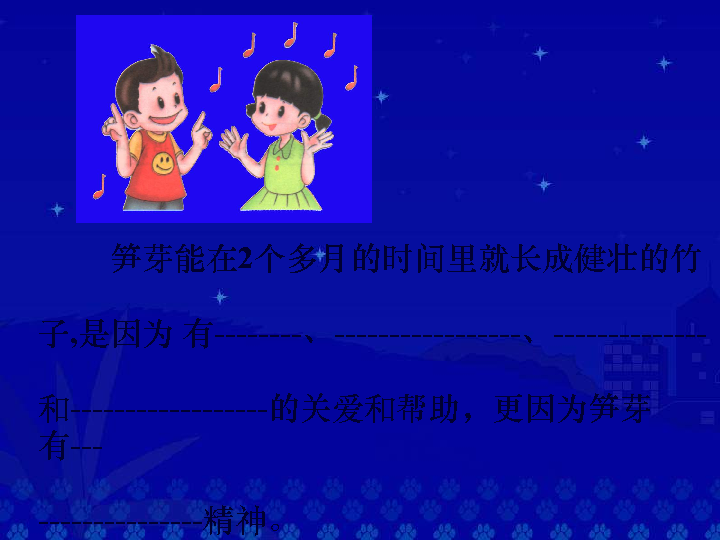 笋芽能在2个多月的时间里就长成健壮的竹
子,是因为 有--------、-----------------、--------------
和------------------的关爱和帮助，更因为笋芽
有---
---------------精神。